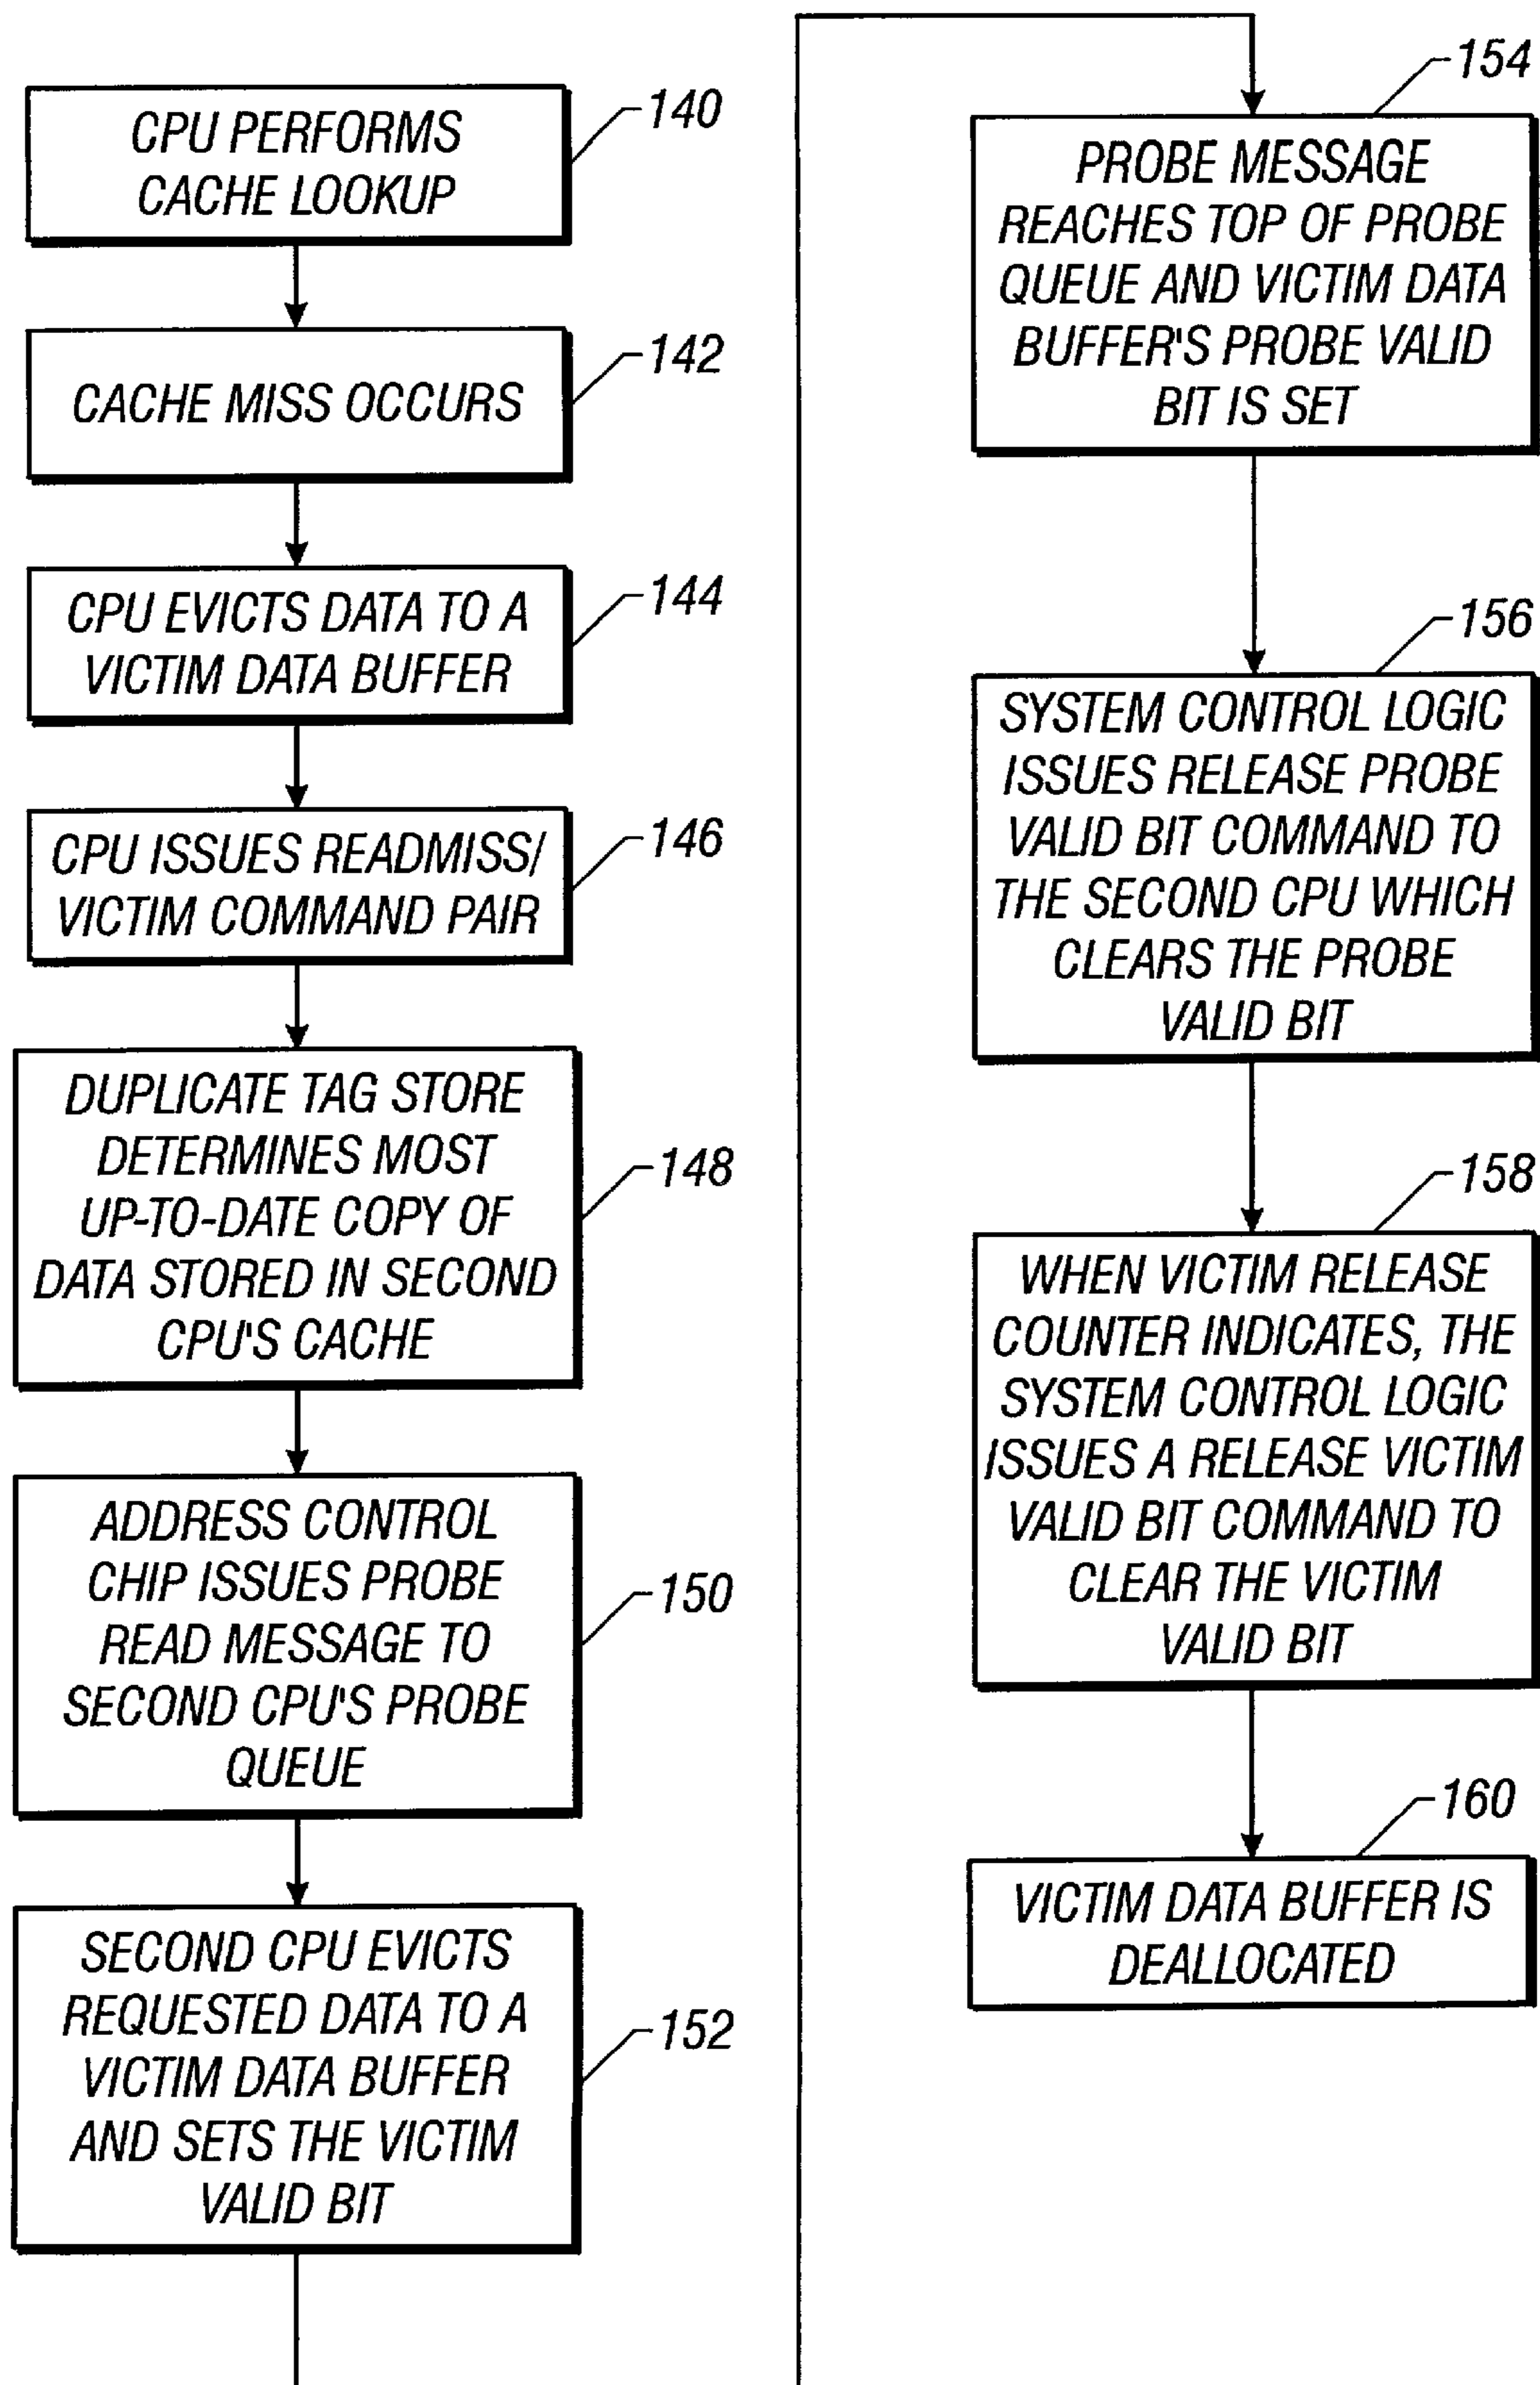 CPU PERFORMS
CACHE LOOKUP
140
CACHE MISS OCCURS
142
CPU EVICTS DATA TO A
VICTIM DATA BUFFER
144
CPU ISSUES READMISS/
VICTIM COMMAND PAIR
146
DUPLICATE TAG STORE
DETERMINES MOST
UP-TO-DATE COPY OF
DATA STORED IN SECOND
CPU'S CACHE
148
ADDRESS CONTROL
CHIP ISSUES PROBE
READ MESSAGE TO
SECOND CPU'S PROBE
QUEUE
150
SECOND CPU EVICTS
REQUESTED DATA TO A
VICTIM DATA BUFFER
AND SETS THE VICTIM
VALID BIT
152
154
PROBE MESSAGE
REACHES TOP OF PROBE
QUEUE AND VICTIM DATA
BUFFER'S PROBE VALID
BIT IS SET
156
SYSTEM CONTROL LOGIC
ISSUES RELEASE PROBE
VALID BIT COMMAND TO
THE SECOND CPU WHICH
CLEARS THE PROBE
VALID BIT
158
WHEN VICTIM RELEASE
COUNTER INDICATES, THE
SYSTEM CONTROL LOGIC
ISSUES A RELEASE VICTIM
VALID BIT COMMAND TO
CLEAR THE VICTIM
VALID BIT
160
VICTIM DATA BUFFER IS
DEALLOCATED